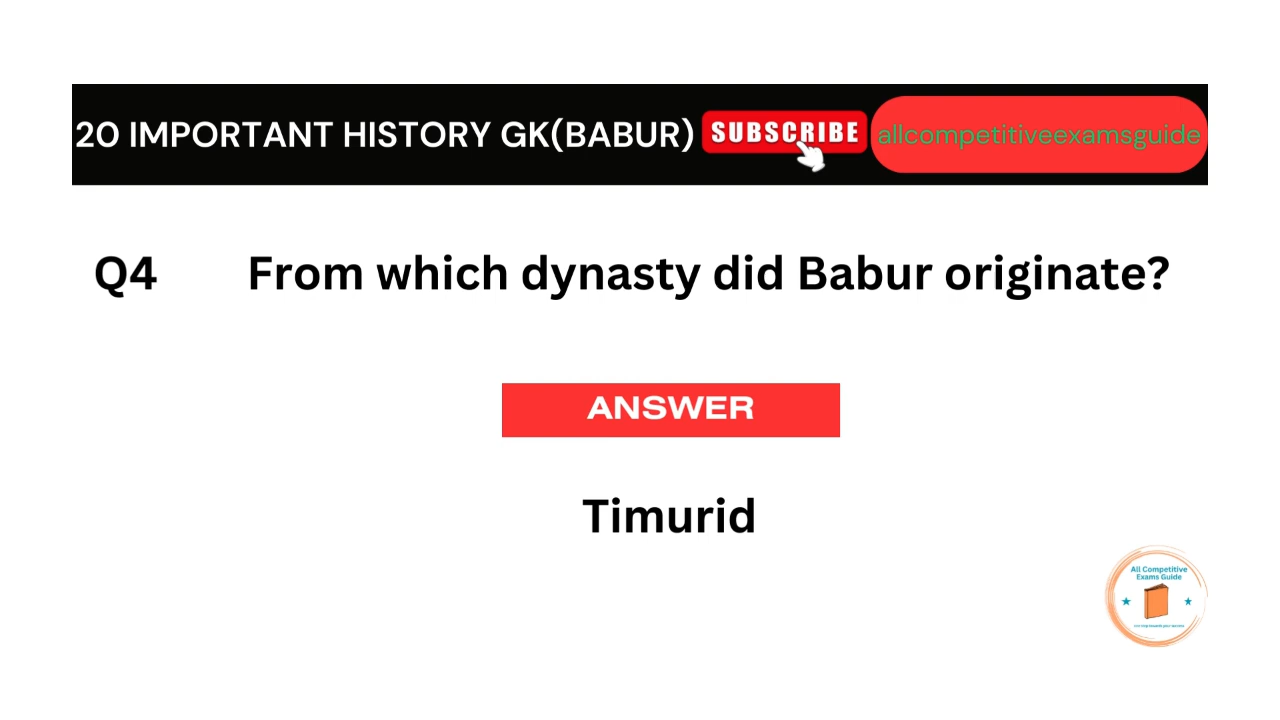 20 IMPORTANT HISTORY GK(BABUR) SUBSCRIBE allcompetitiveexamsguide
Q4 From which dynasty did Babur originate?
ANSWER
Timurid
All Competitive
Exams Guide